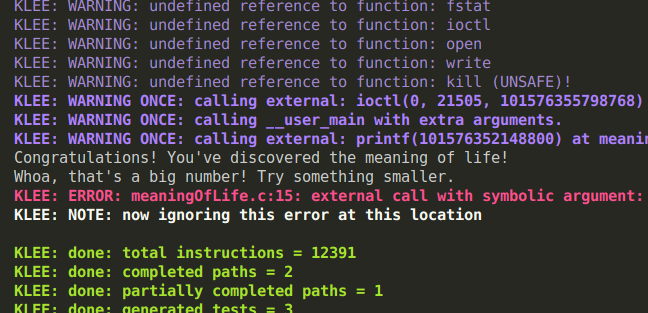 KLEE: WARNING: undefined reference to function: fstat
KLEE: WARNING: undefined reference to function: ioctl
KLEE: WARNING: undefined reference to function: open
KLEE: WARNING: undefined reference to function: write
KLEE: WARNING: undefined reference to function: kill (UNSAFE)!
KLEE: WARNING ONCE: calling external: ioctl(0, 21505, 101576355798768)
KLEE: WARNING ONCE: calling __user_main with extra arguments.
KLEE: WARNING ONCE: calling external: printf(101576352148800) at meanin
Congratulations! You've discovered the meaning of life!
Whoa, that's a big number! Try something smaller.
KLEE: ERROR: meaningOfLife.c:15: external call with symbolic argument:
KLEE: NOTE: now ignoring this error at this location
KLEE: done: total instructions = 12391
KLEE: done: completed paths = 2
KLEE: done: partially completed paths = 1
KLEE: done: generated tests = 3